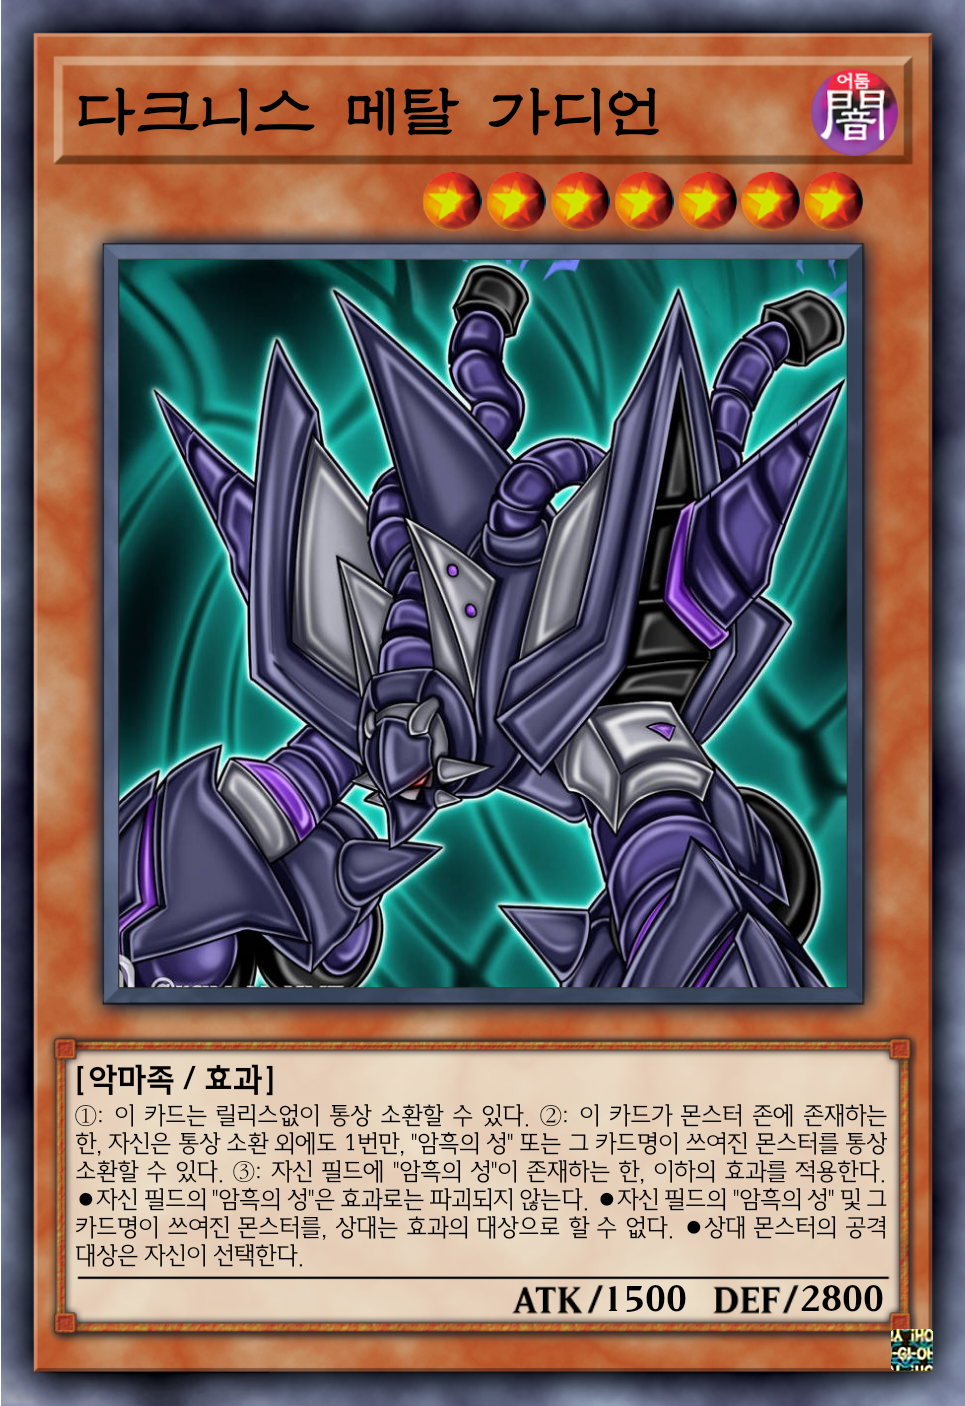 다크니스 메탈 가디언
어둠
闇
[악마족 / 효과]
①: 이 카드는 릴리스없이 통상 소환할 수 있다. ②: 이 카드가 몬스터 존에 존재하는
한, 자신은 통상 소환 외에도 1번만, "암흑의 성" 또는 그 카드명이 쓰여진 몬스터를 통상
소환할 수 있다. ③: 자신 필드에 "암흑의 성"이 존재하는 한, 이하의 효과를 적용한다.
●자신 필드의 "암흑의 성"은 효과로는 파괴되지 않는다. ●자신 필드의 "암흑의 성" 및 그
카드명이 쓰여진 몬스터를, 상대는 효과의 대상으로 할 수 없다. ●상대 몬스터의 공격
대상은 자신이 선택한다.
ATK/1500 DEF/2800